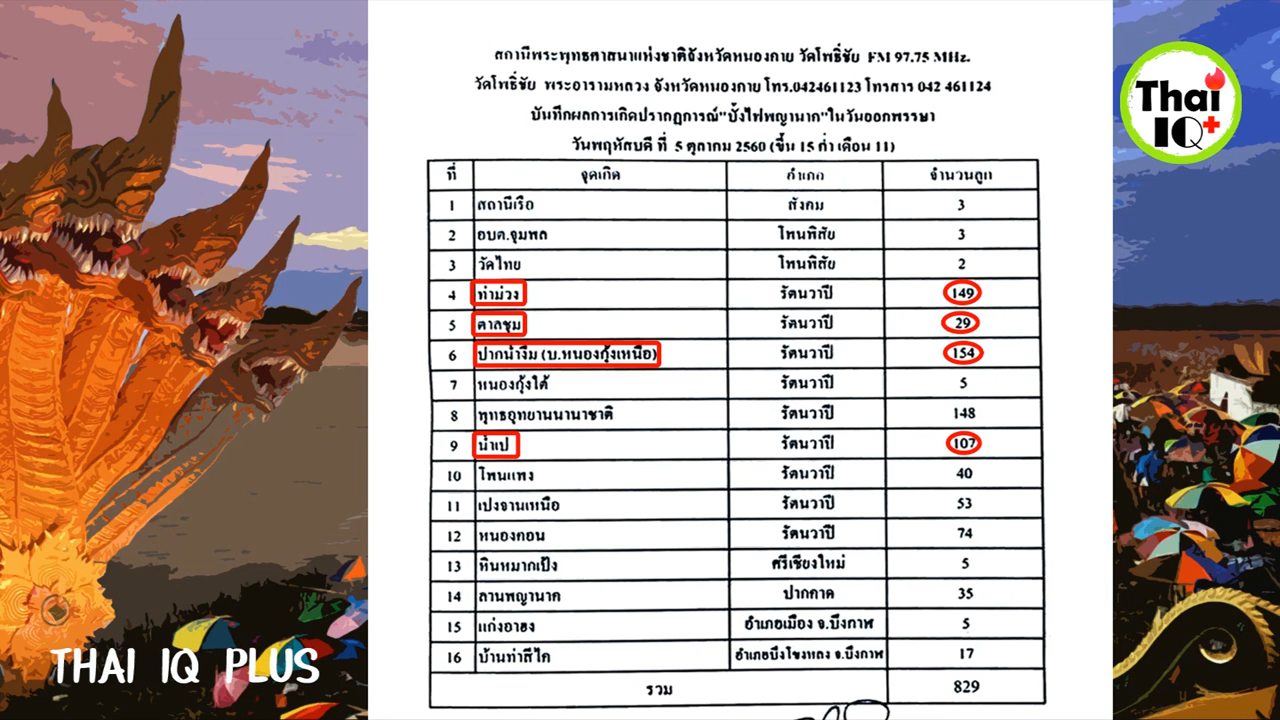 สถานีพระพุทธศาสนาแห่งชาติจังหวัดหนองคาย วัดโพธิ์ชัย FM 97.75 MHz.
วัดโพธิ์ชัย พระอารามหลวง จังหวัดหนองคาย โทร.042461123 โทรสาร 042 461124
บันทึกผลการเกิดปรากฏการณ์"บั้งไฟพญานาค"ในวันออกพรรษา
วันพฤหัสบดี ที่ 5 ตุลาคม 2560 (ขึ้น 15 ค่ำ เดือน 11)
ที่ จุดเกิด อำเภอ จำนวนลูก
1 สถานีเรือ สังคม 3
2 อบต.จุมพล โพนพิสัย 3
3 วัดไทย โพนพิสัย 2
4 ท่าม่วง รัตนวาปี 149
5 ตาลชุม รัตนวาปี 29
6 ปากน้ำงึม (บ.หนองกุ้งเหนือ) รัตนวาปี 154
7 หนองกุ้งใต้ รัตนวาปี 5
8 พุทธอุทยานนานาชาติ รัตนวาปี 148
9 น้ำเป รัตนวาปี 107
10 โพนแพง รัตนวาปี 40
11 เปงจานเหนือ รัตนวาปี 53
12 หนองคอน รัตนวาปี 74
13 หินหมากเป้ง ศรีเชียงใหม่ 5
14 ลานพญานาค ปากคาด 35
15 แก่งอาฮง อำเภอเมือง จ.บึงกาฬ 5
16 บ้านท่าสีไค อำเภอบึงโขงหลง จ.บึงกาฬ 17
รวม 829
Thai
IQ+
THAI IQ PLUS